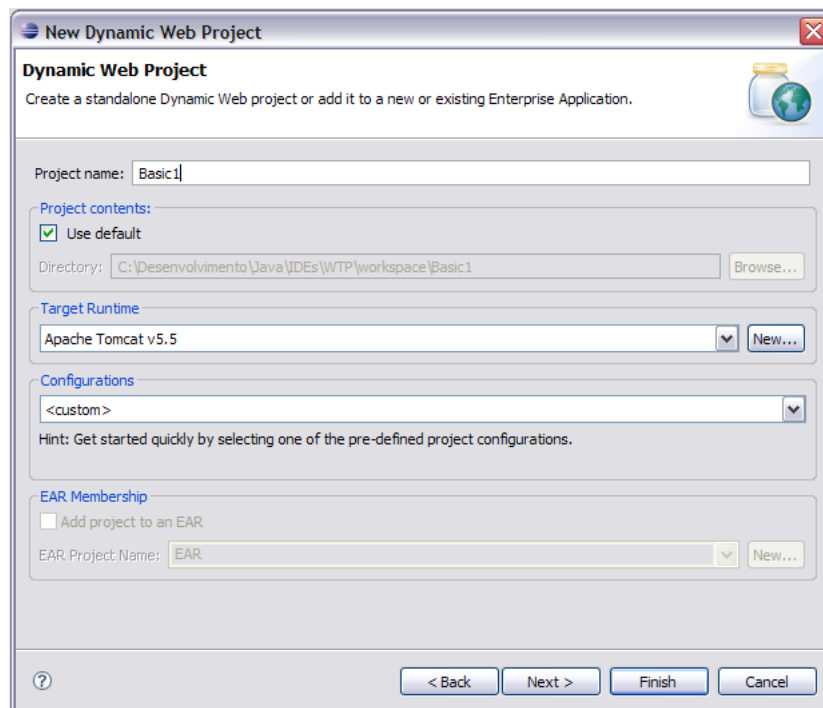 New Dynamic Web Project
Dynamic Web Project
Create a standalone Dynamic Web project or add it to a new or existing Enterprise Application.
Project name: Basic1
Project contents:
Use default
Directory: C:\Desenvolvimento\Java\IDEs\WTP\workspace\Basic1 Browse...
Target Runtime
Apache Tomcat v5.5 New...
Configurations
<custom>
Hint: Get started quickly by selecting one of the pre-defined project configurations.
EAR Membership
Add project to an EAR
EAR Project Name: EAR New...
? < Back Next > Finish Cancel